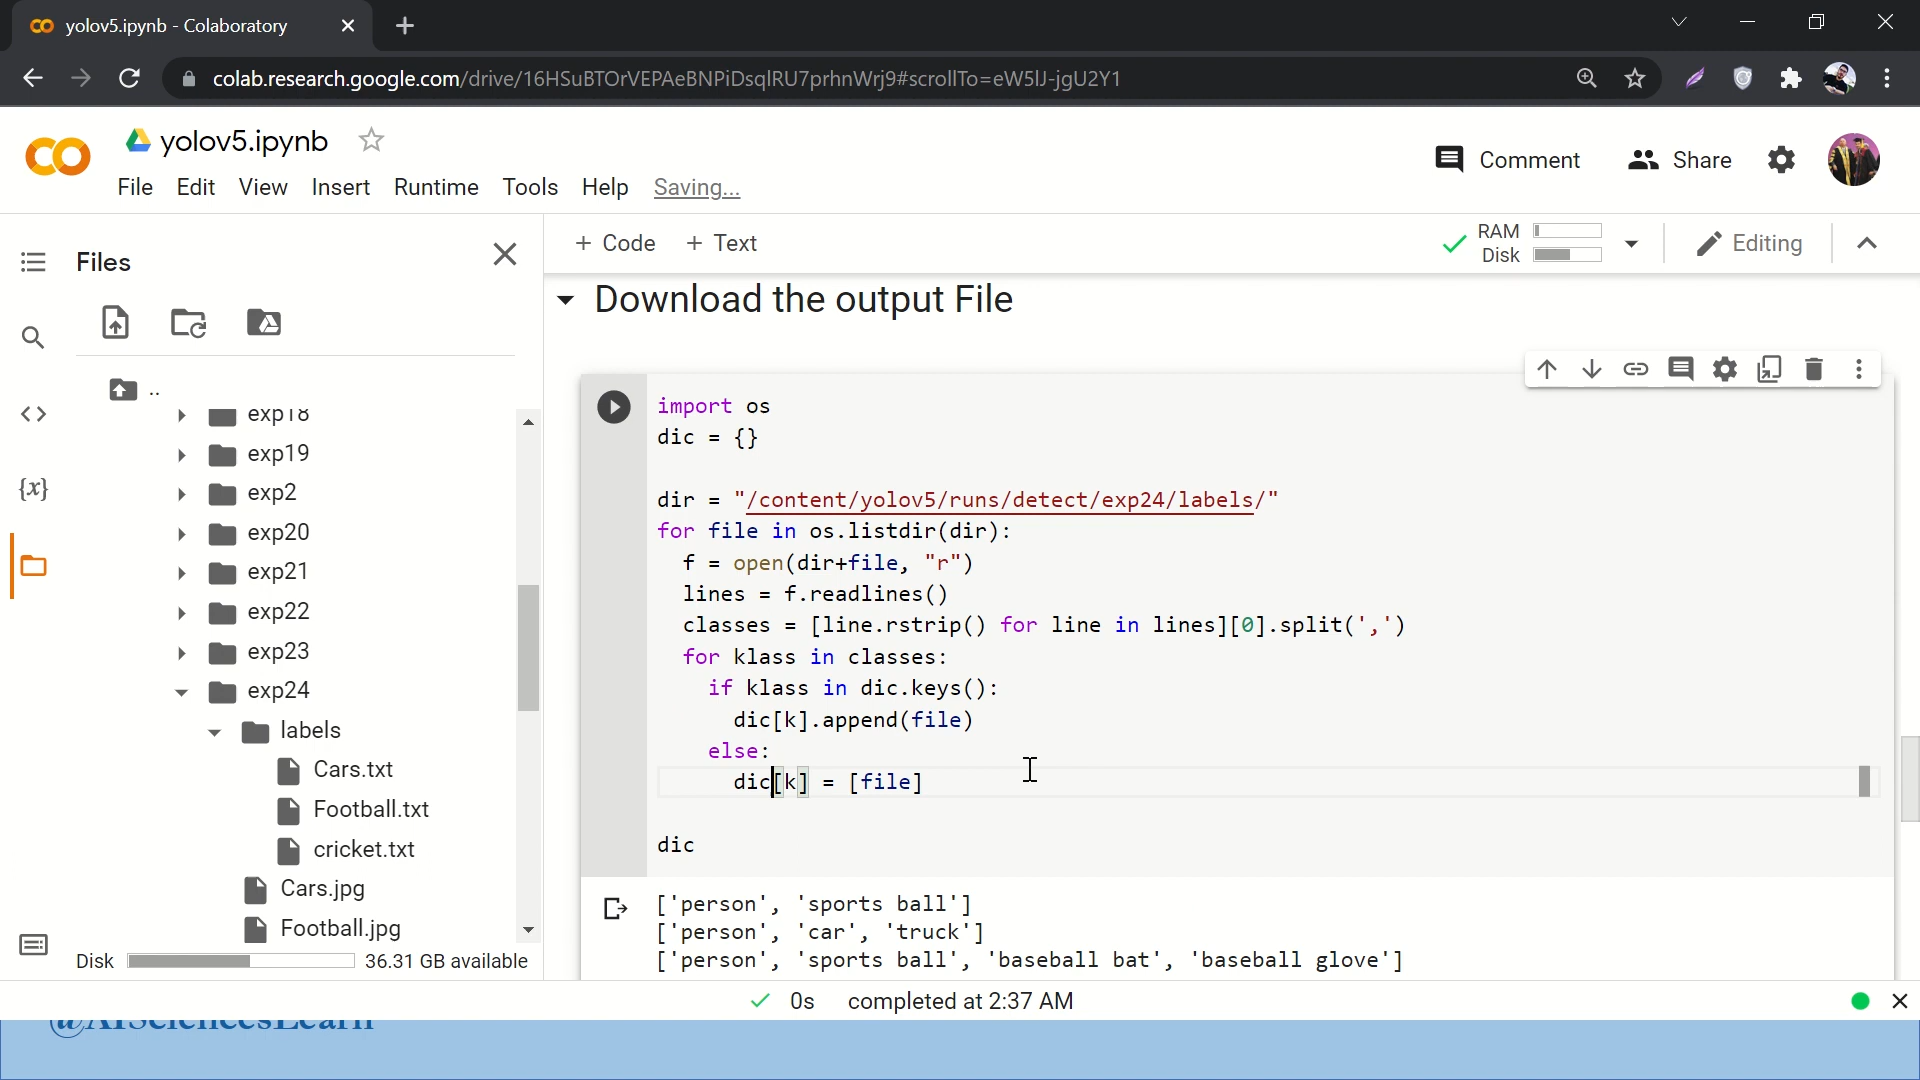 yolov5.ipynb - Colaboratory
colab.research.google.com/drive/16HSuBTOrVEPAeBNPiDsqlRU7prhnWrj9#scrollTo=eW5lJ-jgU2Y1
yolov5.ipynb
Comment
Share
File Edit View Insert Runtime Tools Help Saving...
Files
+ Code + Text
RAM
Disk
Editing
Download the output File
..
exp18
exp19
exp2
exp20
exp21
exp22
exp23
exp24
labels
Cars.txt
Football.txt
cricket.txt
Cars.jpg
Football.jpg
Disk 36.31 GB available
{x}
import os
dic = {}
dir = "/content/yolov5/runs/detect/exp24/labels/"
for file in os.listdir(dir):
f = open(dir+file, "r")
lines = f.readlines()
classes = [line.rstrip() for line in lines][0].split(',')
for klass in classes:
if klass in dic.keys():
dic[k].append(file)
else:
dic[k] = [file]
dic
['person', 'sports ball']
['person', 'car', 'truck']
['person', 'sports ball', 'baseball bat', 'baseball glove']
0s completed at 2:37 AM
@AISciencesLearn